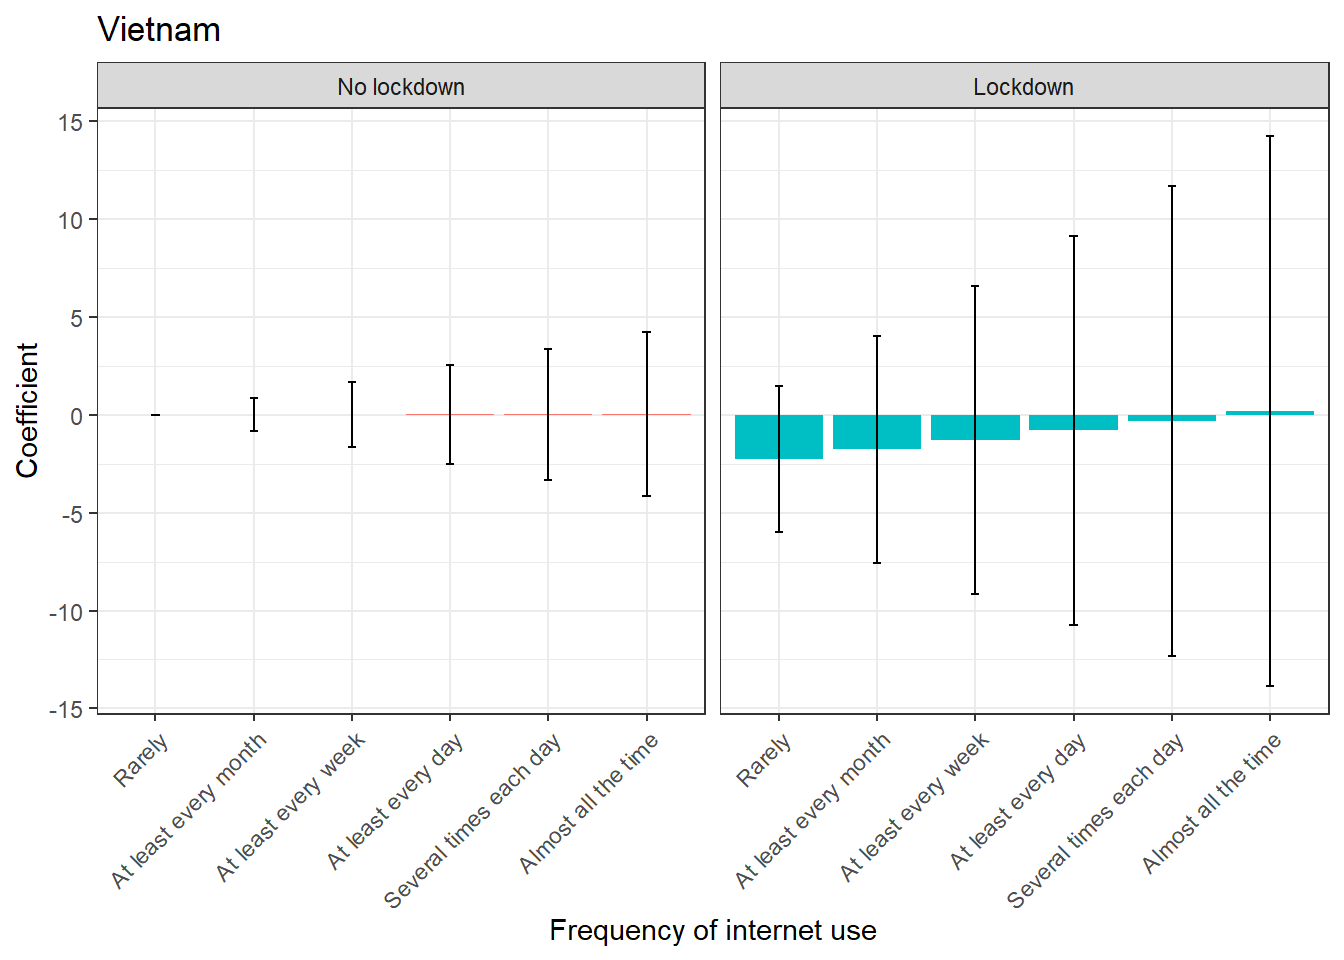 Vietnam
No lockdown
Lockdown
Coefficient
15
10
5
0
-5
-10
-15
Rarely
At least every month
At least every week
At least every day
Several times each day
Almost all the time
Rarely
At least every month
At least every week
At least every day
Several times each day
Almost all the time
Frequency of internet use